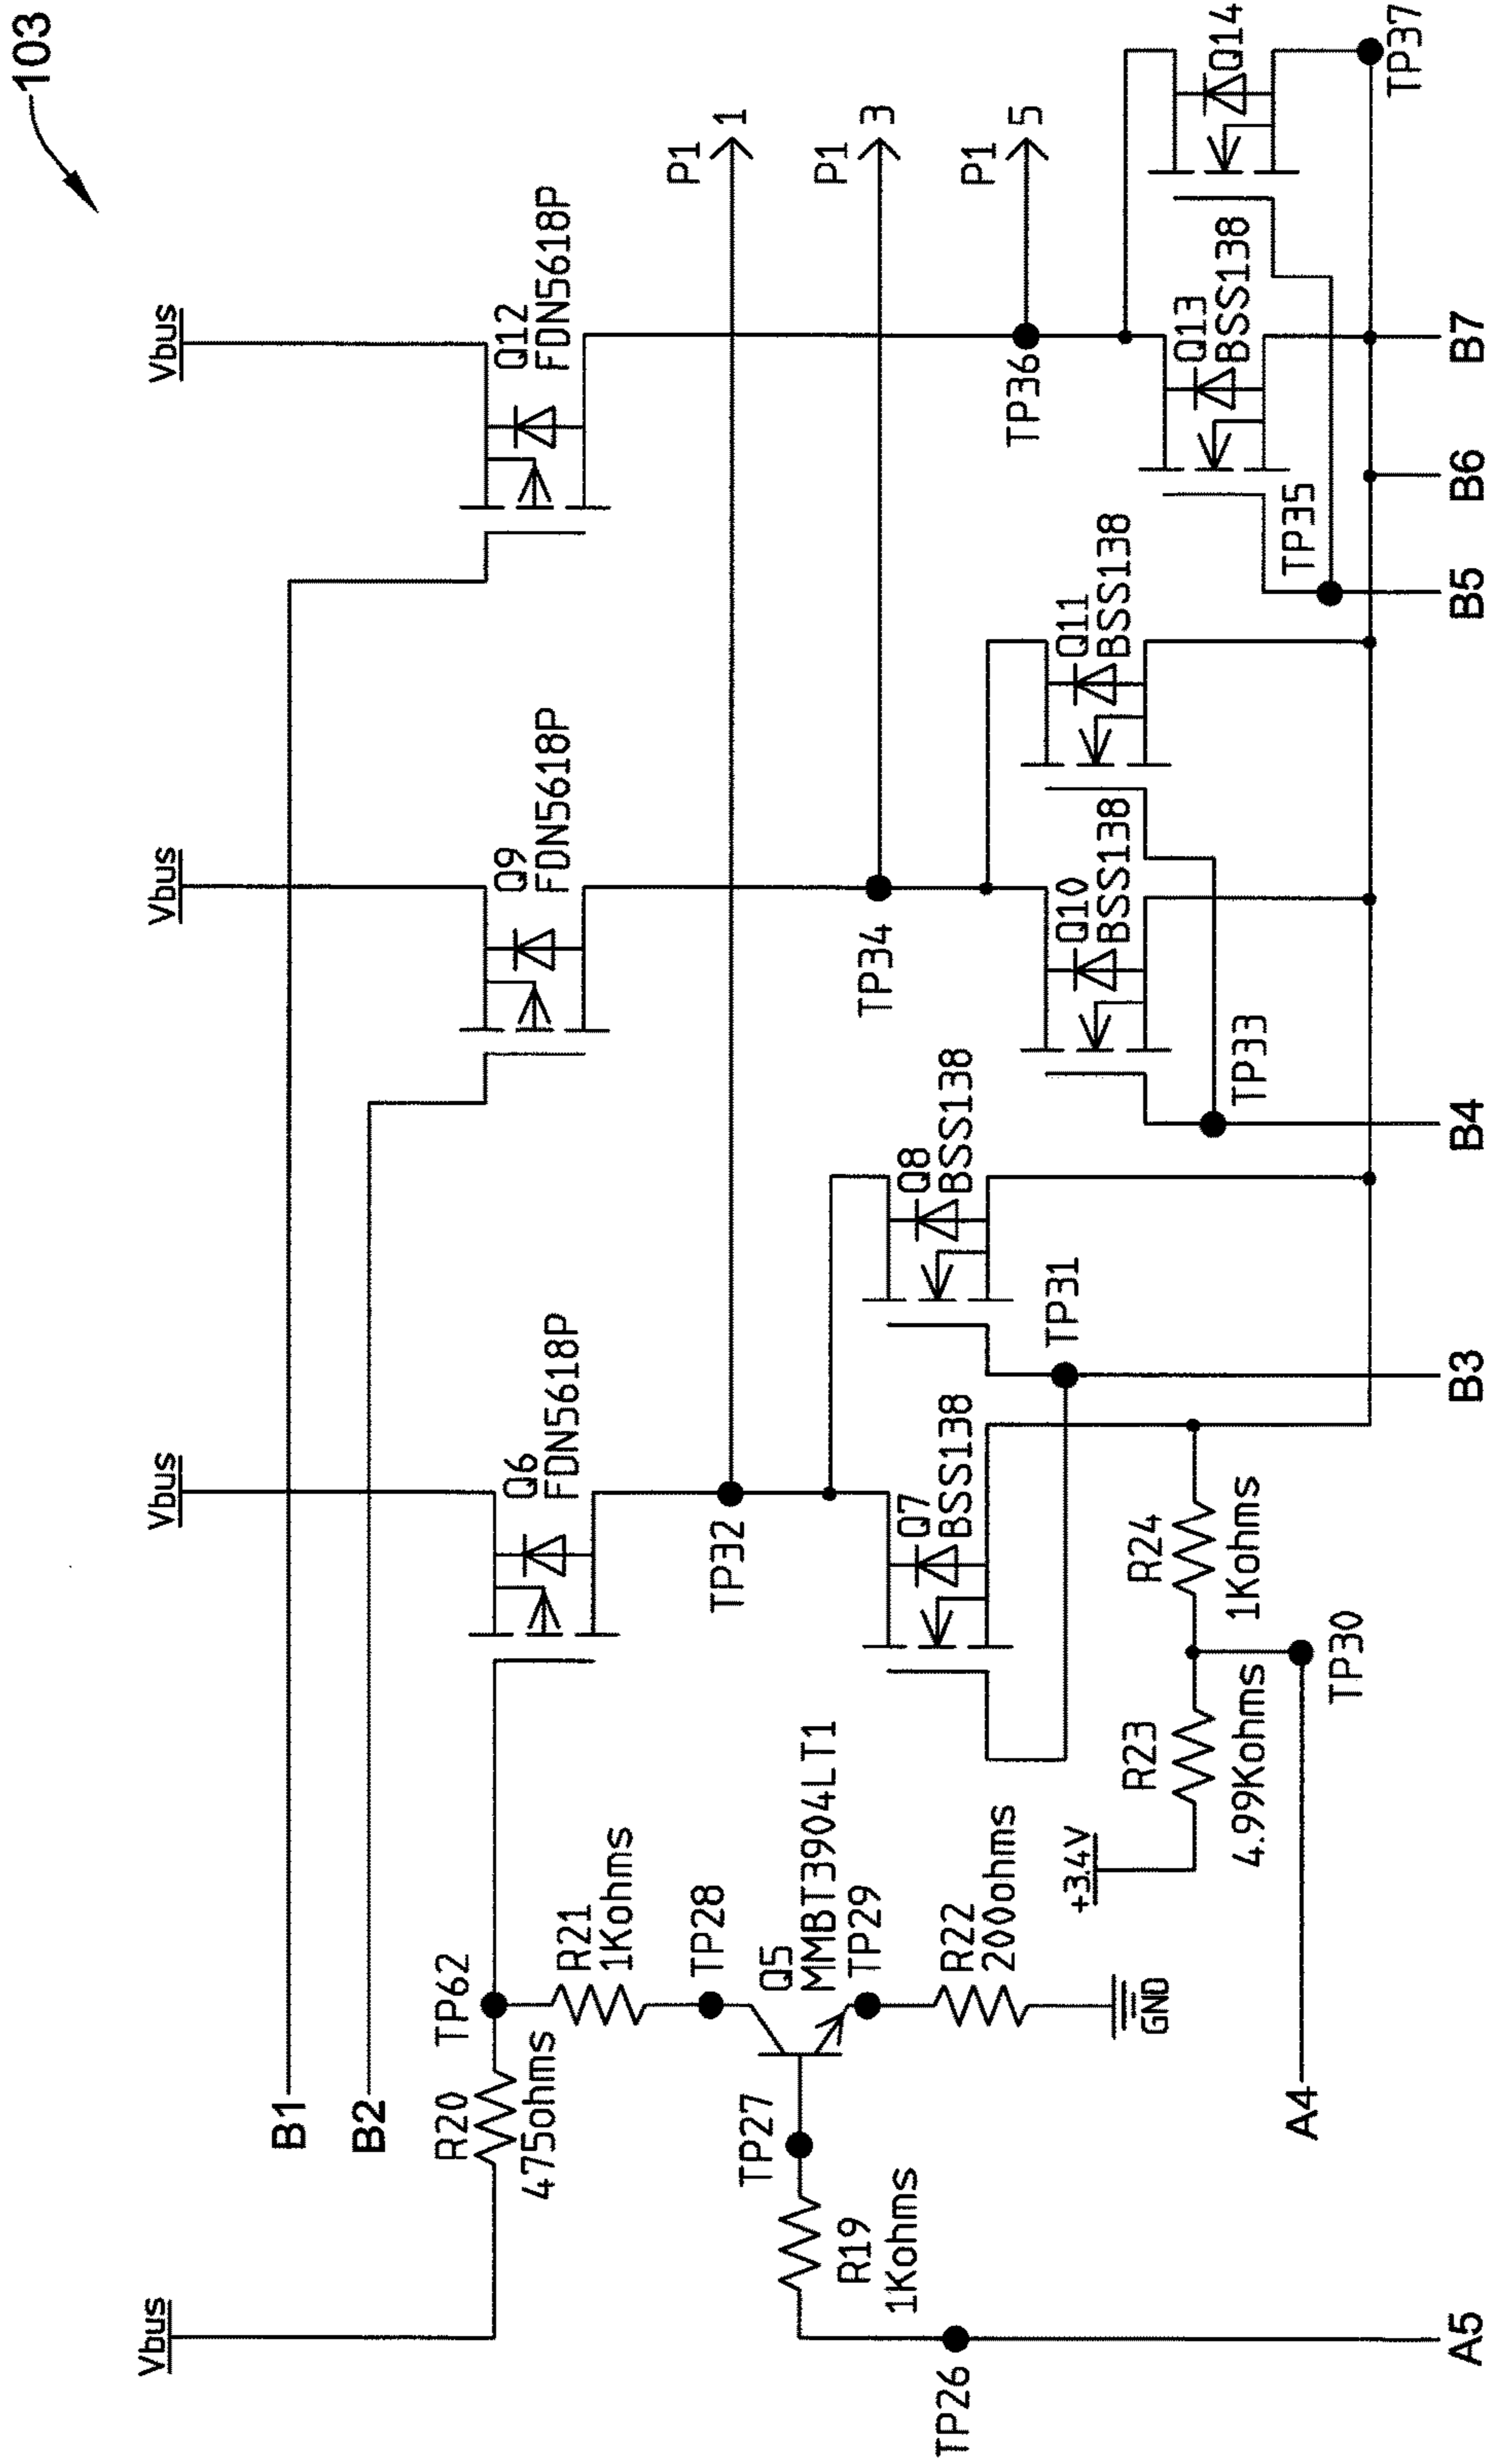 103
Vbus
Vbus
Vbus
Vbus
B1
B2
R20
475ohms
TP62
R21
1Kohms
TP28
Q5
MMBT3904LT1
TP29
R22
200ohms
GND
TP27
R19
1Kohms
TP26
A5
Q6
FDN5618P
Q9
FDN5618P
Q12
FDN5618P
P1
1
P1
3
P1
5
TP32
TP34
TP36
Q7
BSS138
Q8
BSS138
TP31
Q10
BSS138
Q11
BSS138
TP33
Q13
BSS138
Q14
TP35
TP37
+3.4V
R23
4.99Kohms
R24
1Kohms
TP30
A4
B3
B4
B5
B6
B7